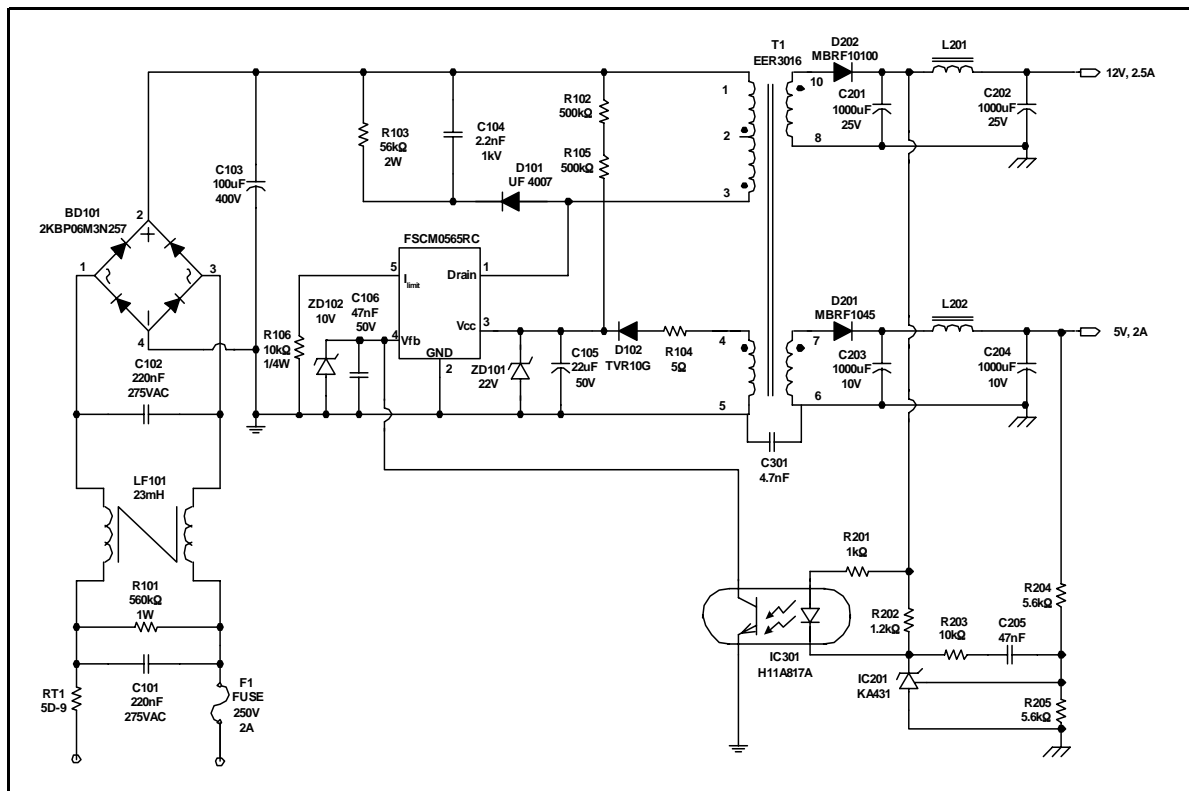 T1
EER3016
D202
MBRF10100
L201
10
12V, 2.5A
1
C201
1000uF
25V
C202
1000uF
25V
R102
500kΩ
R103
56kΩ
2W
C104
2.2nF
1kV
2
8
R105
500kΩ
D101
UF 4007
C103
100uF
400V
3
BD101
2KBP06M3N257
2
FSCM0565RC
1
3
5
Ilimit
Drain
1
C106
47nF
50V
ZD102
10V
D201
MBRF1045
L202
4
R106
10kΩ
1/4W
4
Vfb
Vcc
3
D102
TVR10G
R104
5Ω
4
7
5V, 2A
C102
220nF
275VAC
GND
2
ZD101
22V
C105
22uF
50V
C203
1000uF
10V
C204
1000uF
10V
5
6
C301
4.7nF
LF101
23mH
R101
560kΩ
1W
R201
1kΩ
R204
5.6kΩ
R202
1.2kΩ
R203
10kΩ
C205
47nF
IC301
H11A817A
IC201
KA431
RT1
5D-9
C101
220nF
275VAC
F1
FUSE
250V
2A
R205
5.6kΩ